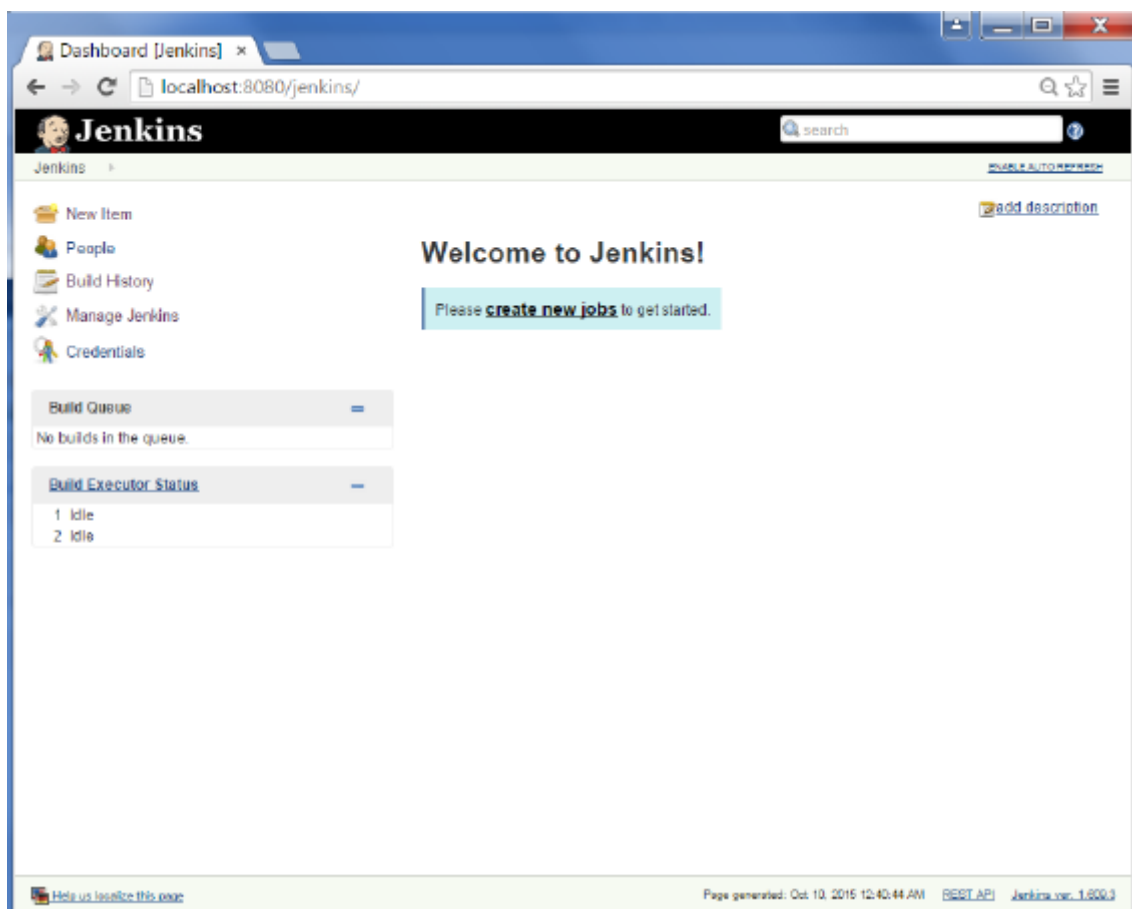 Dashboard [Jenkins]
localhost:8080/jenkins/
Jenkins
search
Jenkins
ENABLE AUTO REFRESH
New Item
add description
People
Build History
Manage Jenkins
Credentials
Welcome to Jenkins!
Please create new jobs to get started.
Build Queue
No builds in the queue.
Build Executor Status
1 Idle
2 Idle
Help us localize this page
Page generated: Oct 10, 2015 12:40:44 AM REST API Jenkins ver. 1.609.3